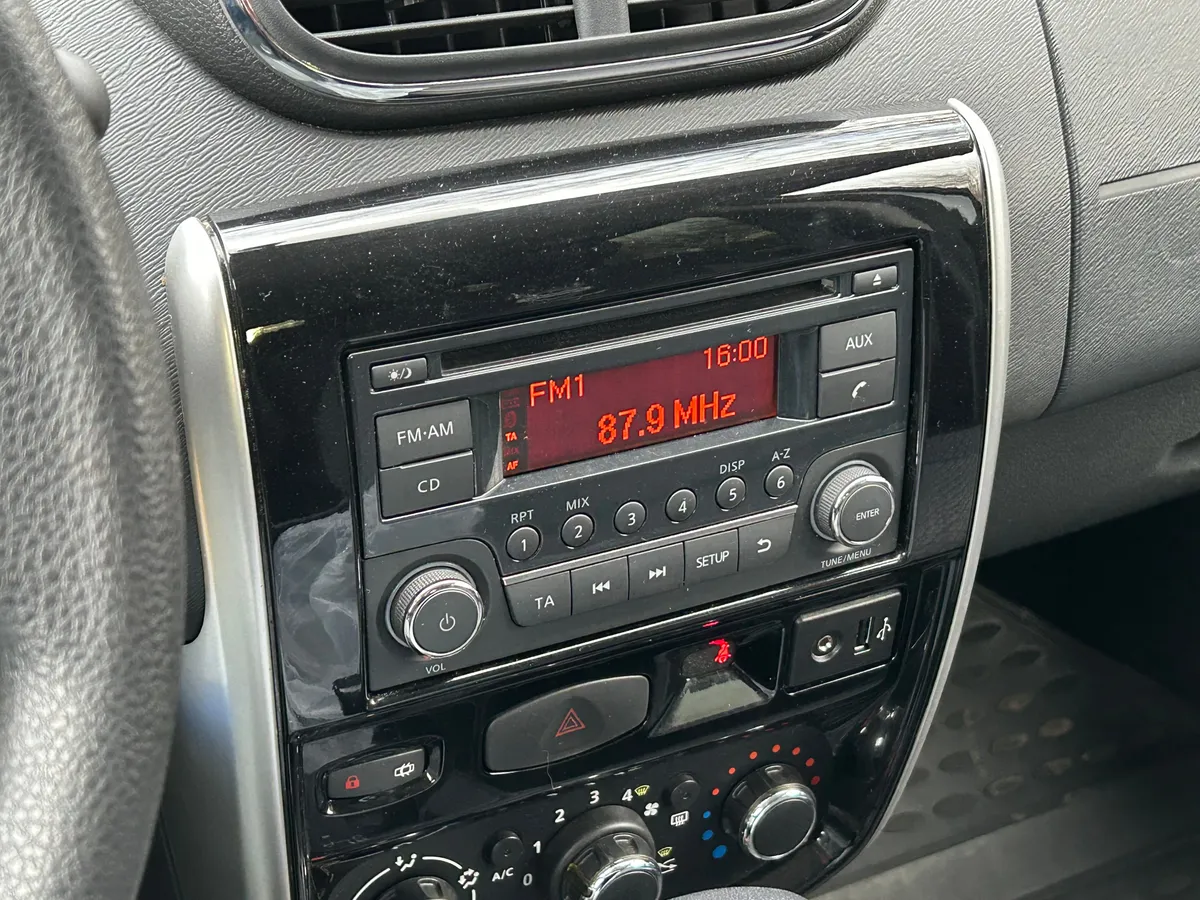 16:00
FM1
87.9 MHz
TA
AF
AUX
FM·AM
CD
RPT
MIX
DISP
A-Z
1
2
3
4
5
6
ENTER
TUNE/MENU
TA
SETUP
VOL
0
1
2
3
4
A/C